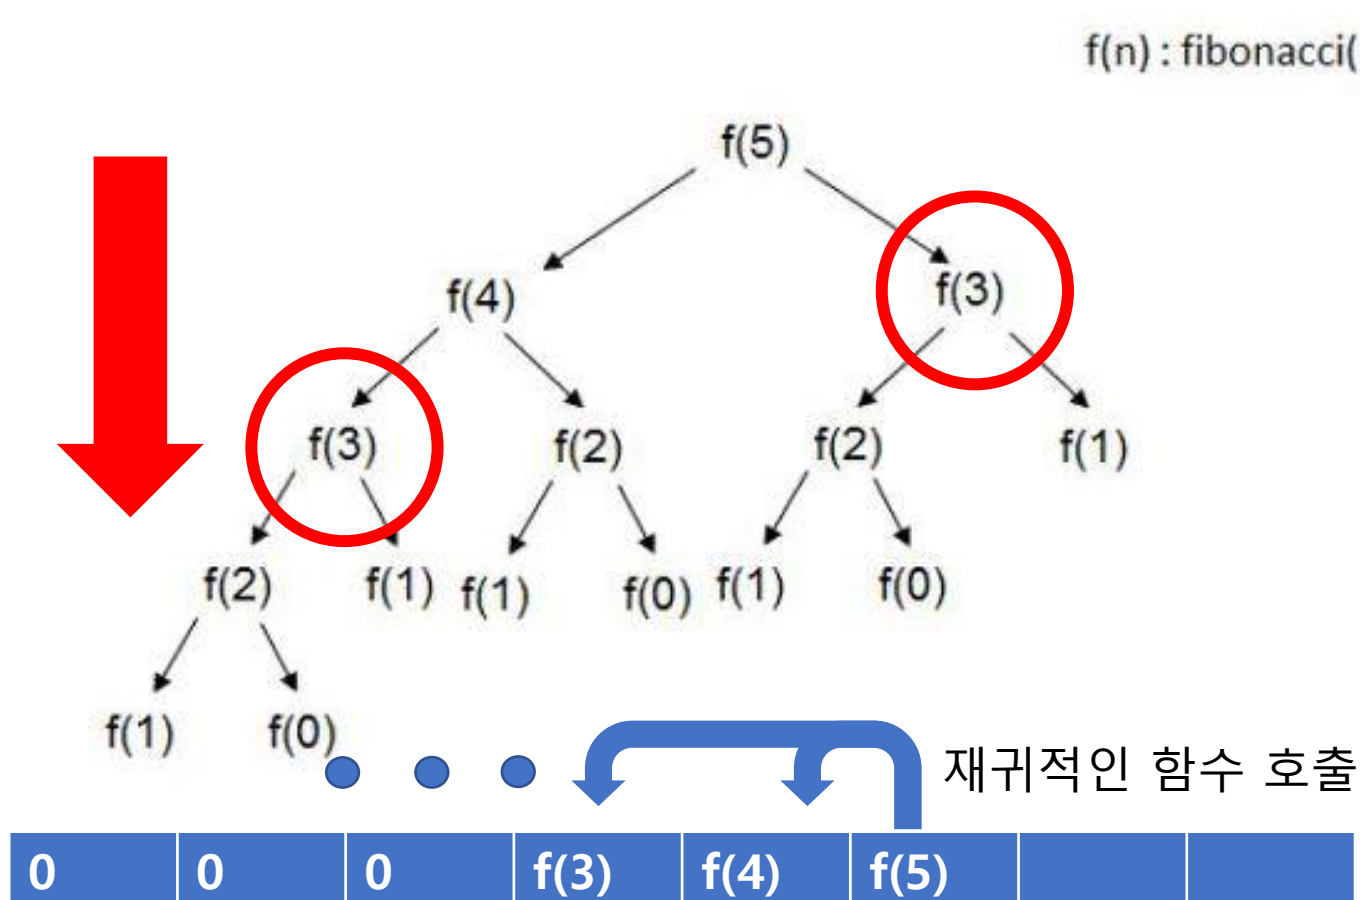 f(n) : fibonacci(
f(5)
f(4) f(3)
f(3) f(2) f(2) f(1)
f(2) f(1) f(1) f(0) f(1) f(0)
f(1) f(0)
재귀적인 함수 호출
0 0 0 f(3) f(4) f(5)